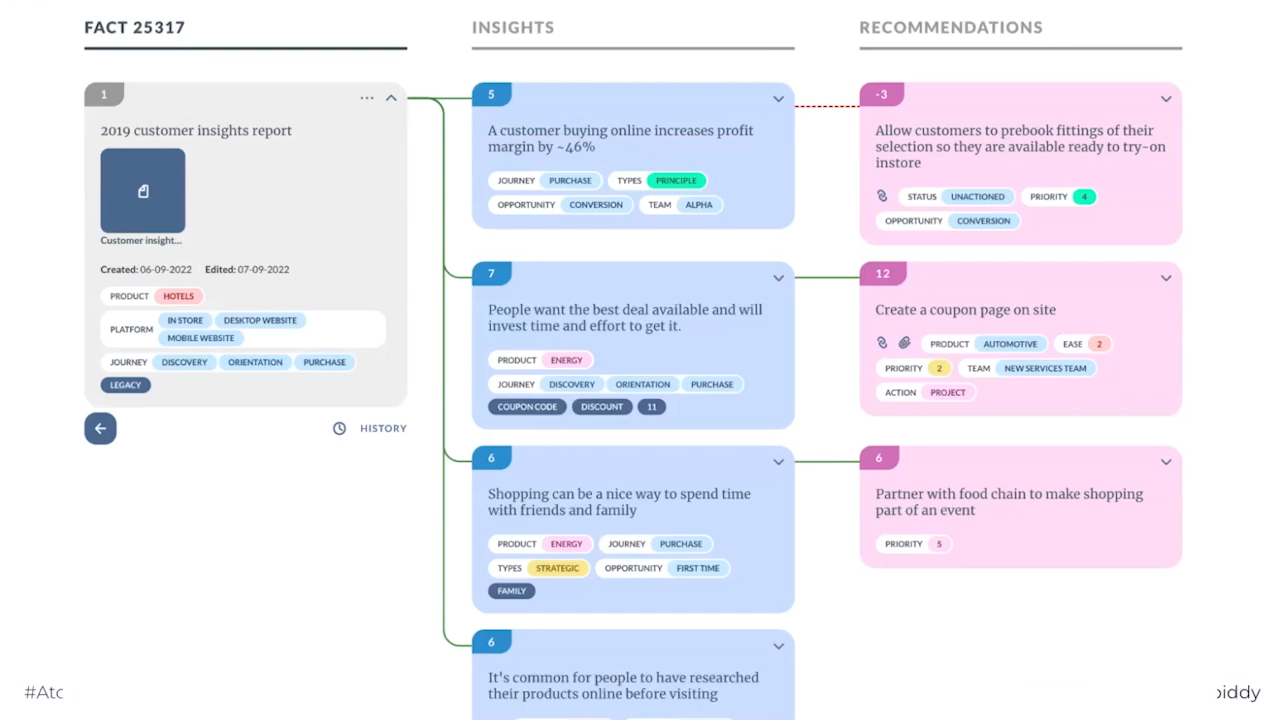 FACT 25317
INSIGHTS
RECOMMENDATIONS
1
2019 customer insights report
Customer insight...
Created: 06-09-2022 Edited: 07-09-2022
PRODUCT HOTELS
PLATFORM IN STORE DESKTOP WEBSITE
MOBILE WEBSITE
JOURNEY DISCOVERY ORIENTATION PURCHASE
LEGACY
HISTORY
5
A customer buying online increases profit
margin by ~46%
JOURNEY PURCHASE TYPES PRINCIPLE
OPPORTUNITY CONVERSION TEAM ALPHA
7
People want the best deal available and will
invest time and effort to get it.
PRODUCT ENERGY
JOURNEY DISCOVERY ORIENTATION PURCHASE
COUPON CODE DISCOUNT 11
6
Shopping can be a nice way to spend time
with friends and family
PRODUCT ENERGY JOURNEY PURCHASE
TYPES STRATEGIC OPPORTUNITY FIRST TIME
FAMILY
6
It's common for people to have researched
their products online before visiting
-3
Allow customers to prebook fittings of their
selection so they are available ready to try-on
instore
STATUS UNACTIONED PRIORITY 4
OPPORTUNITY CONVERSION
12
Create a coupon page on site
PRODUCT AUTOMOTIVE EASE 2
PRIORITY 2 TEAM NEW SERVICES TEAM
ACTION PROJECT
6
Partner with food chain to make shopping
part of an event
PRIORITY 5